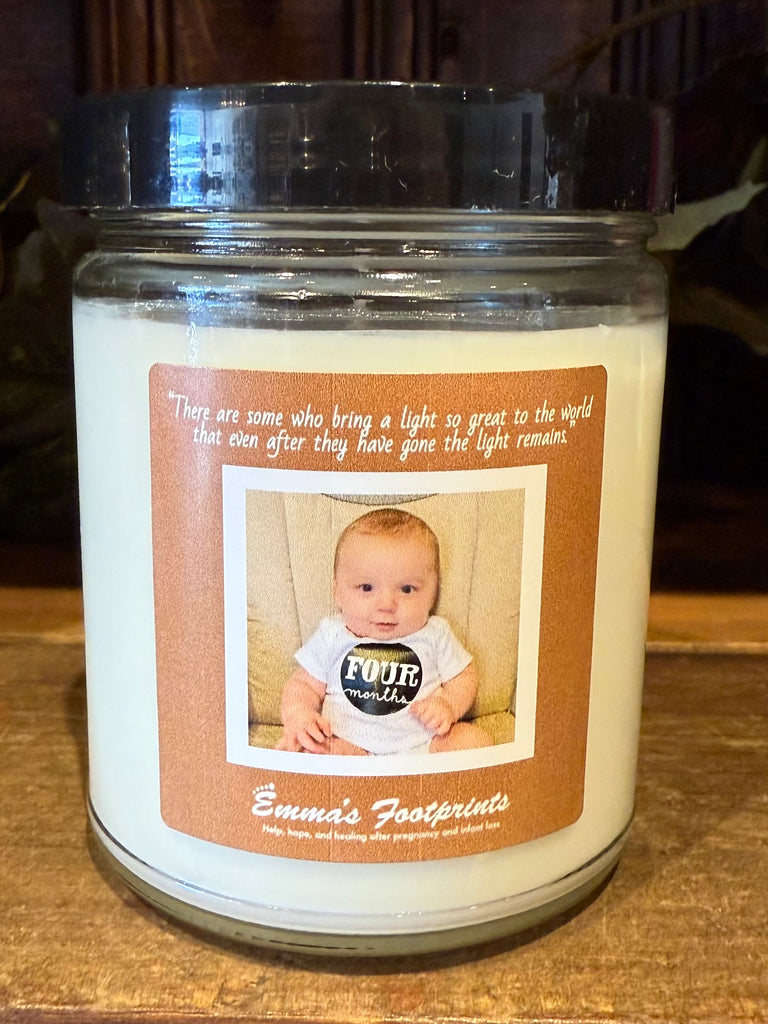 "There are some who bring a light so great to the world
that even after they have gone the light remains."
FOUR
months
Emma's Footprints
Help, hope, and healing after pregnancy and infant loss